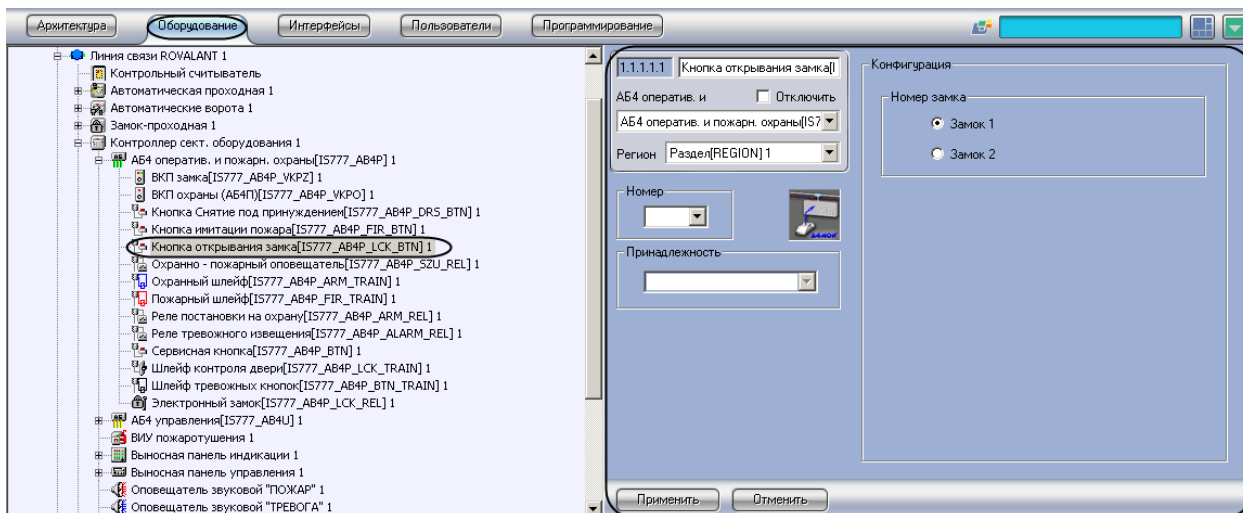 Архитектура Оборудование Интерфейсы Пользователи Программирование
Линия связи ROVALANT 1
Контрольный считыватель
Автоматическая проходная 1
Автоматические ворота 1
Замок-проходная 1
Контроллер сект. оборудования 1
АБ4 оператив. и пожарн. охраны[IS777_AB4P] 1
ВКП замка[IS777_AB4P_VKPZ] 1
ВКП охраны (АБ4П)[IS777_AB4P_VKPO] 1
Кнопка Снятие под принуждением[IS777_AB4P_DRS_BTN] 1
Кнопка имитации пожара[IS777_AB4P_FIR_BTN] 1
Кнопка открывания замка[IS777_AB4P_LCK_BTN] 1
Охранно - пожарный оповещатель[IS777_AB4P_SZU_REL] 1
Охранный шлейф[IS777_AB4P_ARM_TRAIN] 1
Пожарный шлейф[IS777_AB4P_FIR_TRAIN] 1
Реле постановки на охрану[IS777_AB4P_ARM_REL] 1
Реле тревожного извещения[IS777_AB4P_ALARM_REL] 1
Сервисная кнопка[IS777_AB4P_BTN] 1
Шлейф контроля двери[IS777_AB4P_LCK_TRAIN] 1
Шлейф тревожных кнопок[IS777_AB4P_BTN_TRAIN] 1
Электронный замок[IS777_AB4P_LCK_REL] 1
АБ4 управления[IS777_AB4U] 1
ВИУ пожаротушения 1
Выносная панель индикации 1
Выносная панель управления 1
Оповещатель звуковой "ПОЖАР" 1
Оповещатель звуковой "ТРЕВОГА" 1
1.1.1.1.1 Кнопка открывания замка[I
АБ4 оператив. и Отключить
АБ4 оператив. и пожарн. охраны[IS7
Регион Раздел[REGION] 1
Номер
ЗАМОК
Принадлежность
Конфигурация
Номер замка
Замок 1
Замок 2
Применить Отменить